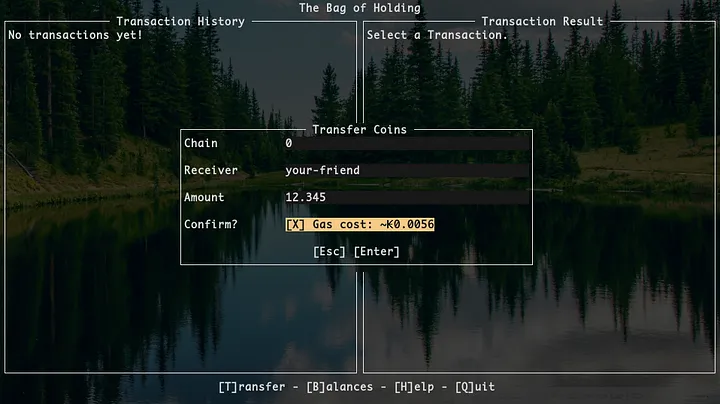 The Bag of Holding
Transaction History
Transaction Result
No transactions yet!
Select a Transaction.
Transfer Coins
Chain 0
Receiver your-friend
Amount 12.345
Confirm? [X] Gas cost: ~K0.0056
[Esc] [Enter]
[T]ransfer - [B]alances - [H]elp - [Q]uit